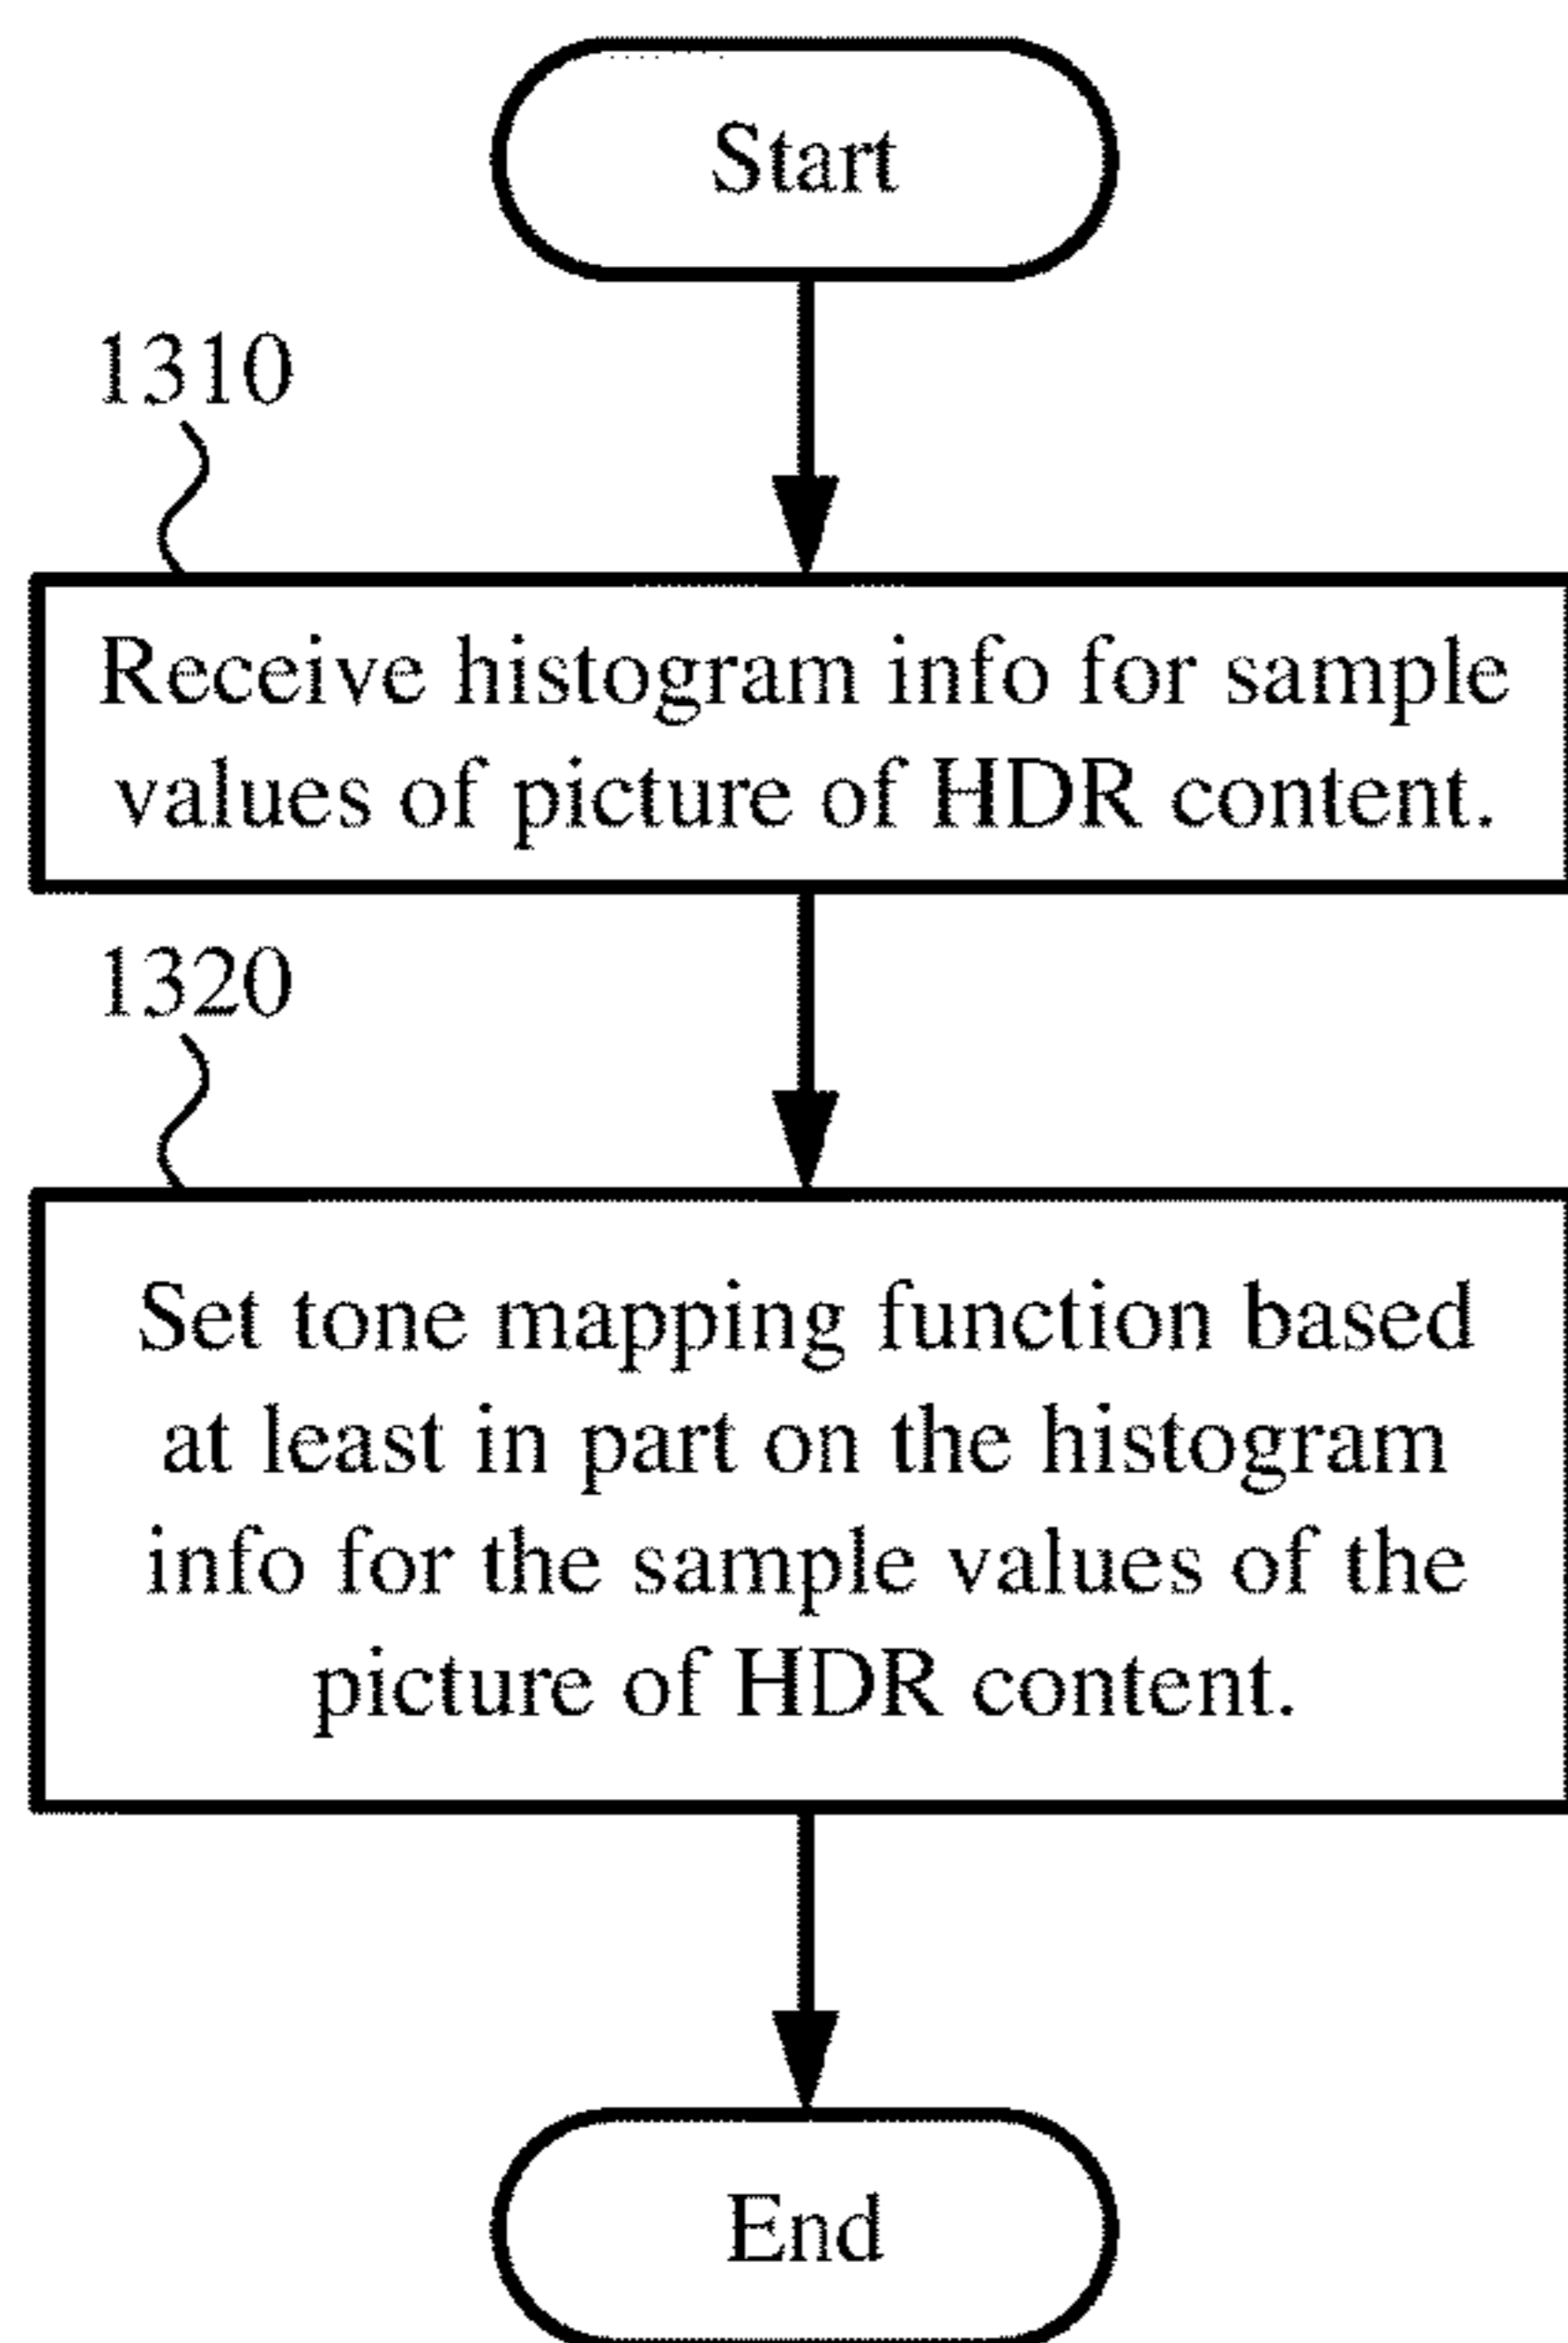 Start
1310
Receive histogram info for sample
values of picture of HDR content.
1320
Set tone mapping function based
at least in part on the histogram
info for the sample values of the
picture of HDR content.
End